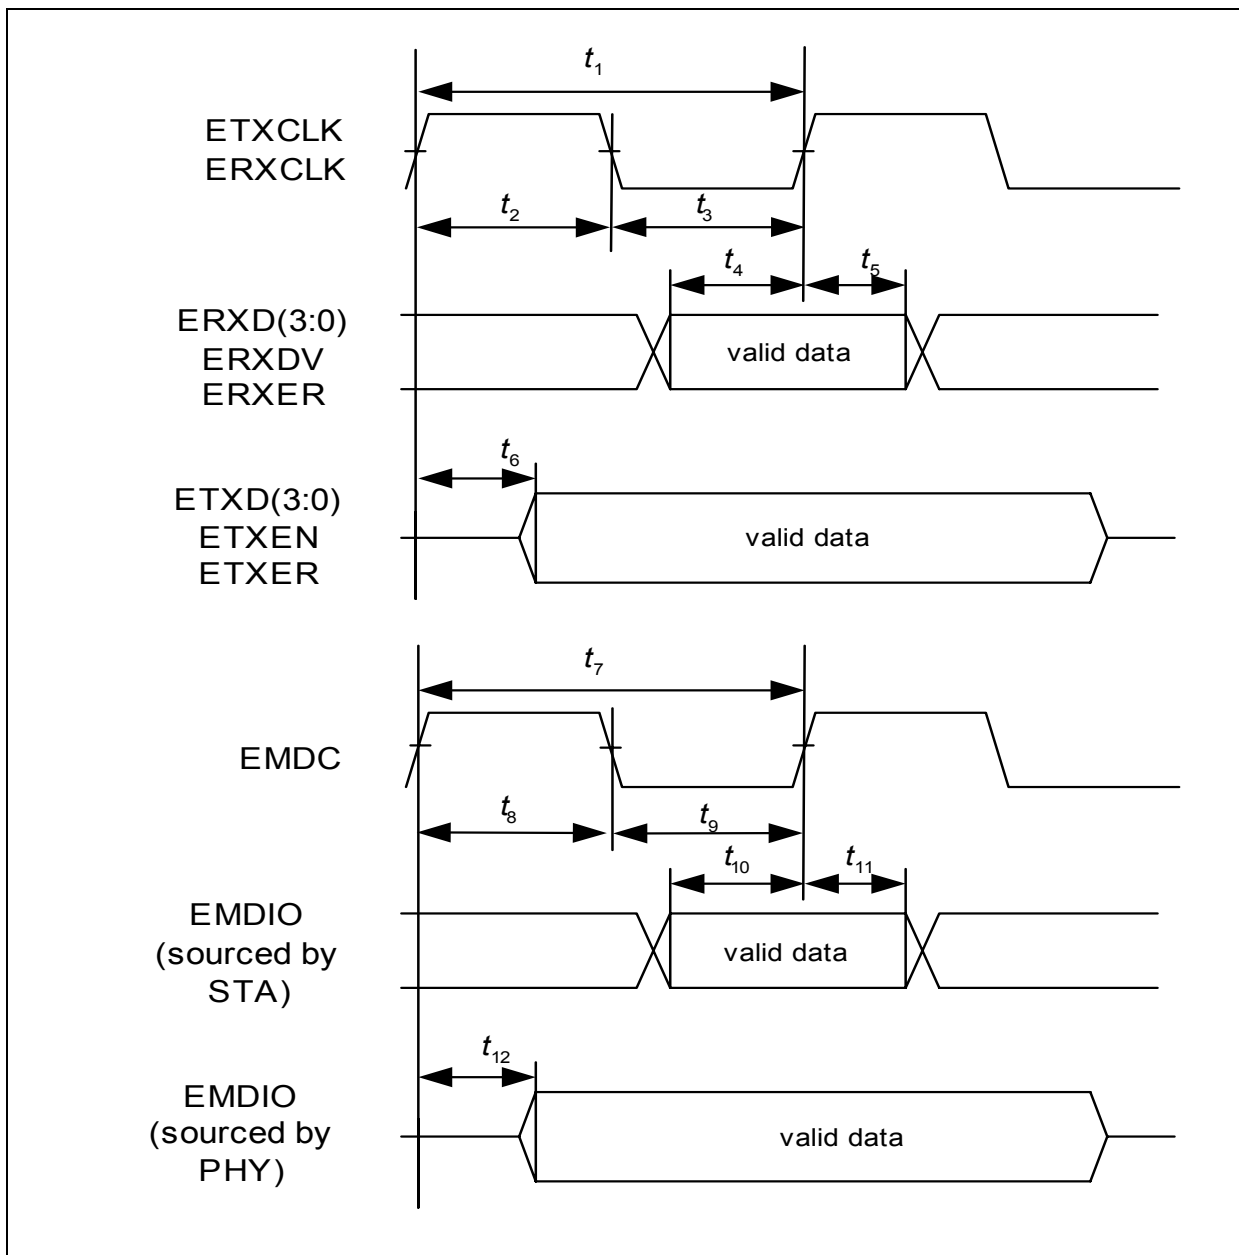 t1
ETXCLK
ERXCLK
t2 t3
t4 t5
ERXD(3:0)
ERXDV
ERXER
valid data
t6
ETXD(3:0)
ETXEN
ETXER
valid data
t7
EMDC
t8 t9
t10 t11
EMDIO
(sourced by
STA)
valid data
t12
EMDIO
(sourced by
PHY)
valid data